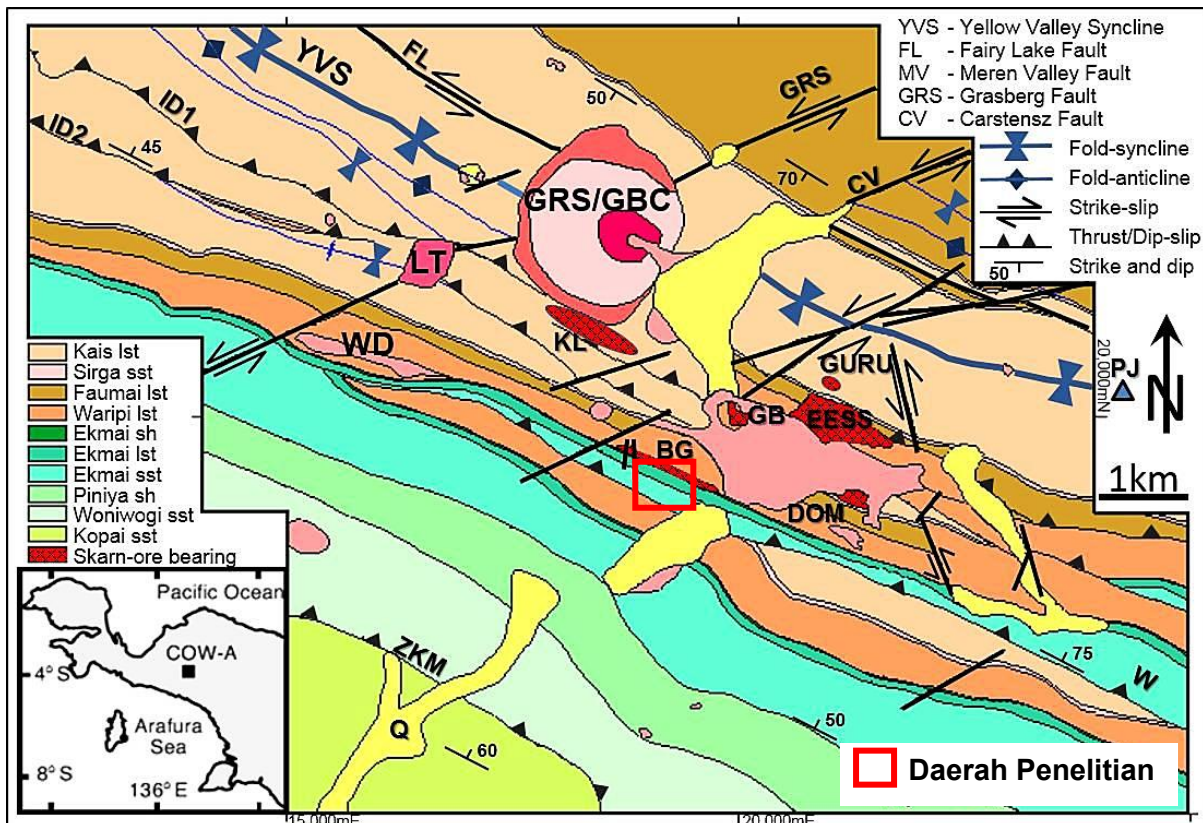 YVS - Yellow Valley Syncline
FL - Fairy Lake Fault
MV - Meren Valley Fault
GRS - Grasberg Fault
CV - Carstensz Fault
Fold-syncline
Fold-anticline
Strike-slip
Thrust/Dip-slip
50
Strike and dip
YVS
FL
50
GRS
ID1
ID2
45
70
CV
GRS/GBC
LT
WD
KL
GURU
PJ
20,000mN
N
GB
EESS
BG
1km
DOM
Kais lst
Sirga sst
Faumai lst
Waripi lst
Ekmai sh
Ekmai lst
Ekmai sst
Piniya sh
Woniwogi sst
Kopai sst
Skarn-ore bearing
75
W
ZKM
Q
60
50
Pacific Ocean
COW-A
4° S
Arafura
Sea
8° S
136° E
Daerah Penelitian
15,000mE
20,000mE